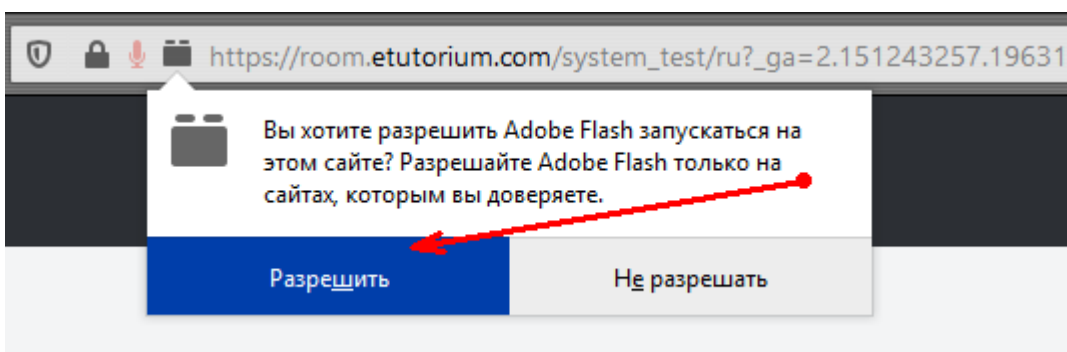 https://room.etutorium.com/system_test/ru?_ga=2.151243257.19631
Вы хотите разрешить Adobe Flash запускаться на
этом сайте? Разрешайте Adobe Flash только на
сайтах, которым вы доверяете.
Разрешить
Не разрешать